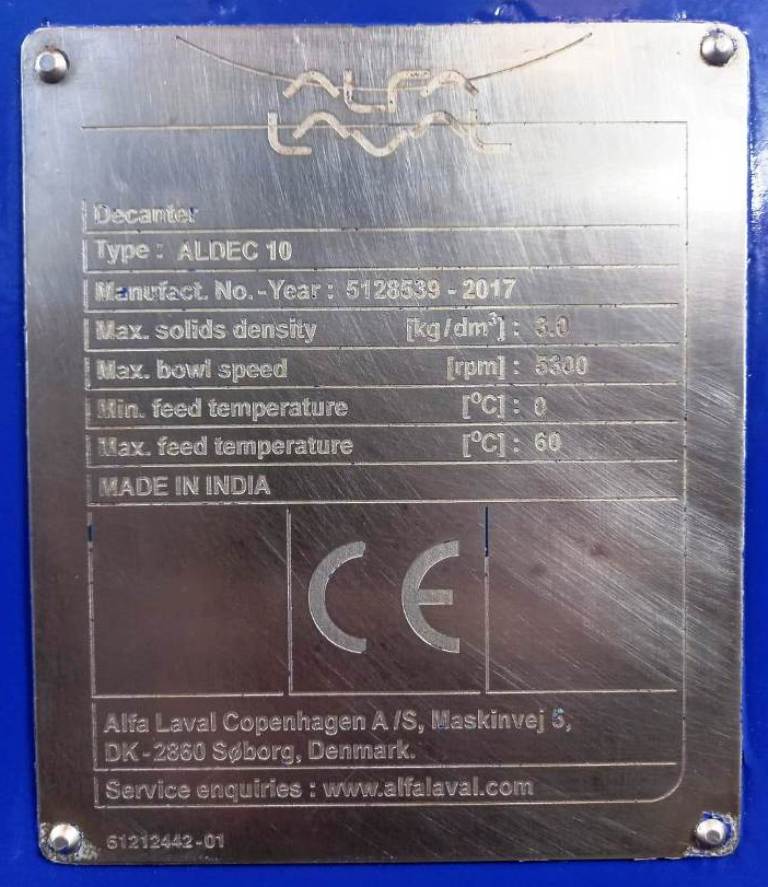 ALFA
LAVAL
Decanter
Type : ALDEC 10
Manufact. No.-Year : 5128539 - 2017
Max. solids density [kg/dm³] :
Max. bowl speed [rpm] : 5300
Min. feed temperature [°C] : 0
Max. feed temperature [°C] : 60
MADE IN INDIA
CE
Alfa Laval Copenhagen A/S, Maskinvej 5,
DK-2860 Søborg, Denmark.
Service enquiries : www.alfalaval.com
61212442-01